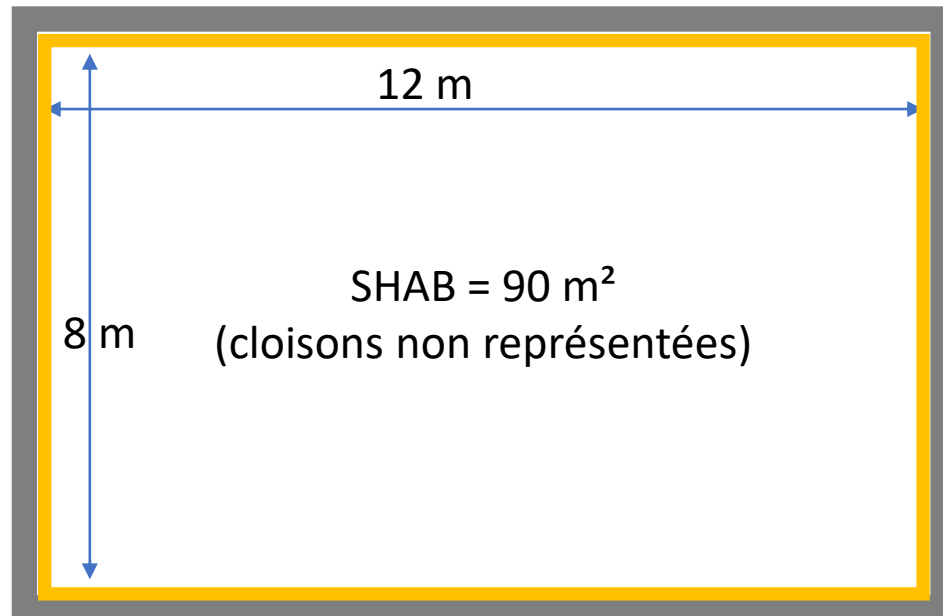 12 m
SHAB = 90 m²
8 m
(cloisons non représentées)